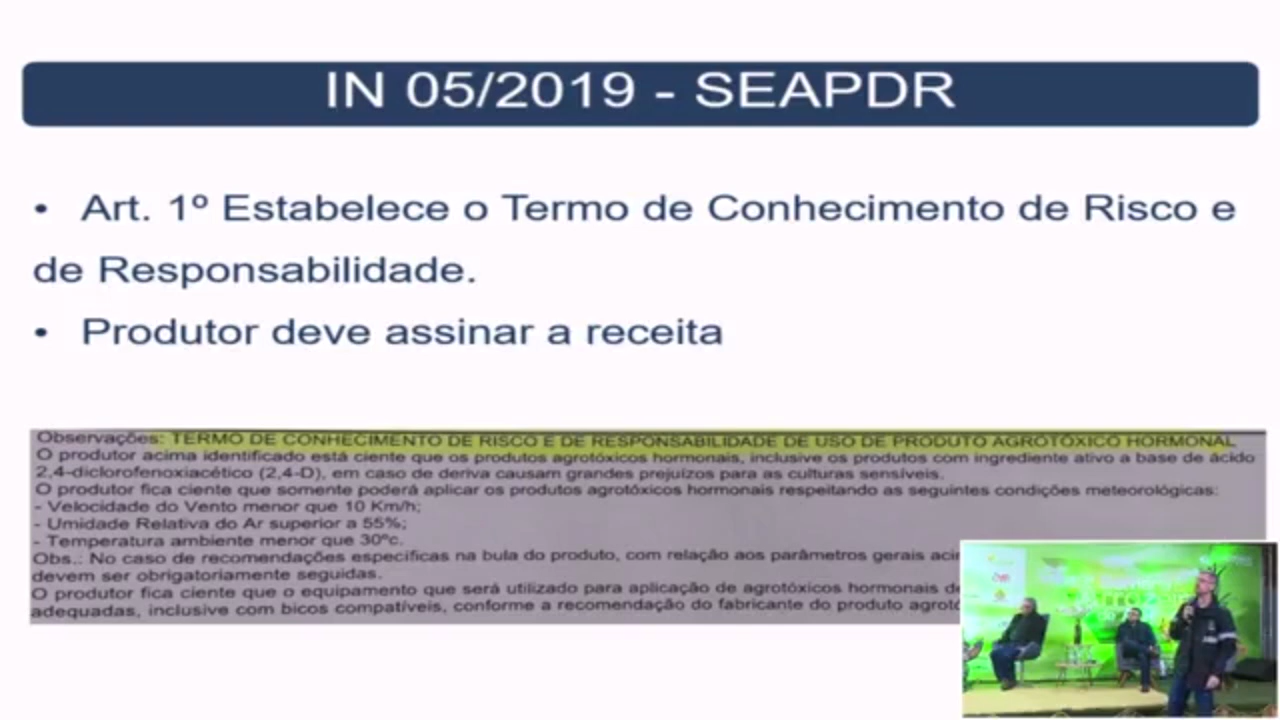 IN 05/2019 - SEAPDR
• Art. 1º Estabelece o Termo de Conhecimento de Risco e
de Responsabilidade.
• Produtor deve assinar a receita
Observações: TERMO DE CONHECIMENTO DE RISCO E DE RESPONSABILIDADE DE USO DE PRODUTO AGROTÓXICO HORMONAL
O produtor acima identificado está ciente que os produtos agrotóxicos hormonais, inclusive os produtos com ingrediente ativo a base de ácido
2,4-diclorofenoxiacético (2,4-D), em caso de deriva causam grandes prejuízos para as culturas sensíveis.
O produtor fica ciente que somente poderá aplicar os produtos agrotóxicos hormonais respeitando as seguintes condições meteorológicas:
- Velocidade do Vento menor que 10 Km/h;
- Umidade Relativa do Ar superior a 55%;
- Temperatura ambiente menor que 30ºc.
Obs.: No caso de recomendações específicas na bula do produto, com relação aos parâmetros gerais
devem ser obrigatoriamente seguidas.
O produtor fica ciente que o equipamento que será utilizado para aplicação de agrotóxicos hormonais
adequadas, inclusive com bicos compatíveis, conforme a recomendação do fabricante do produto